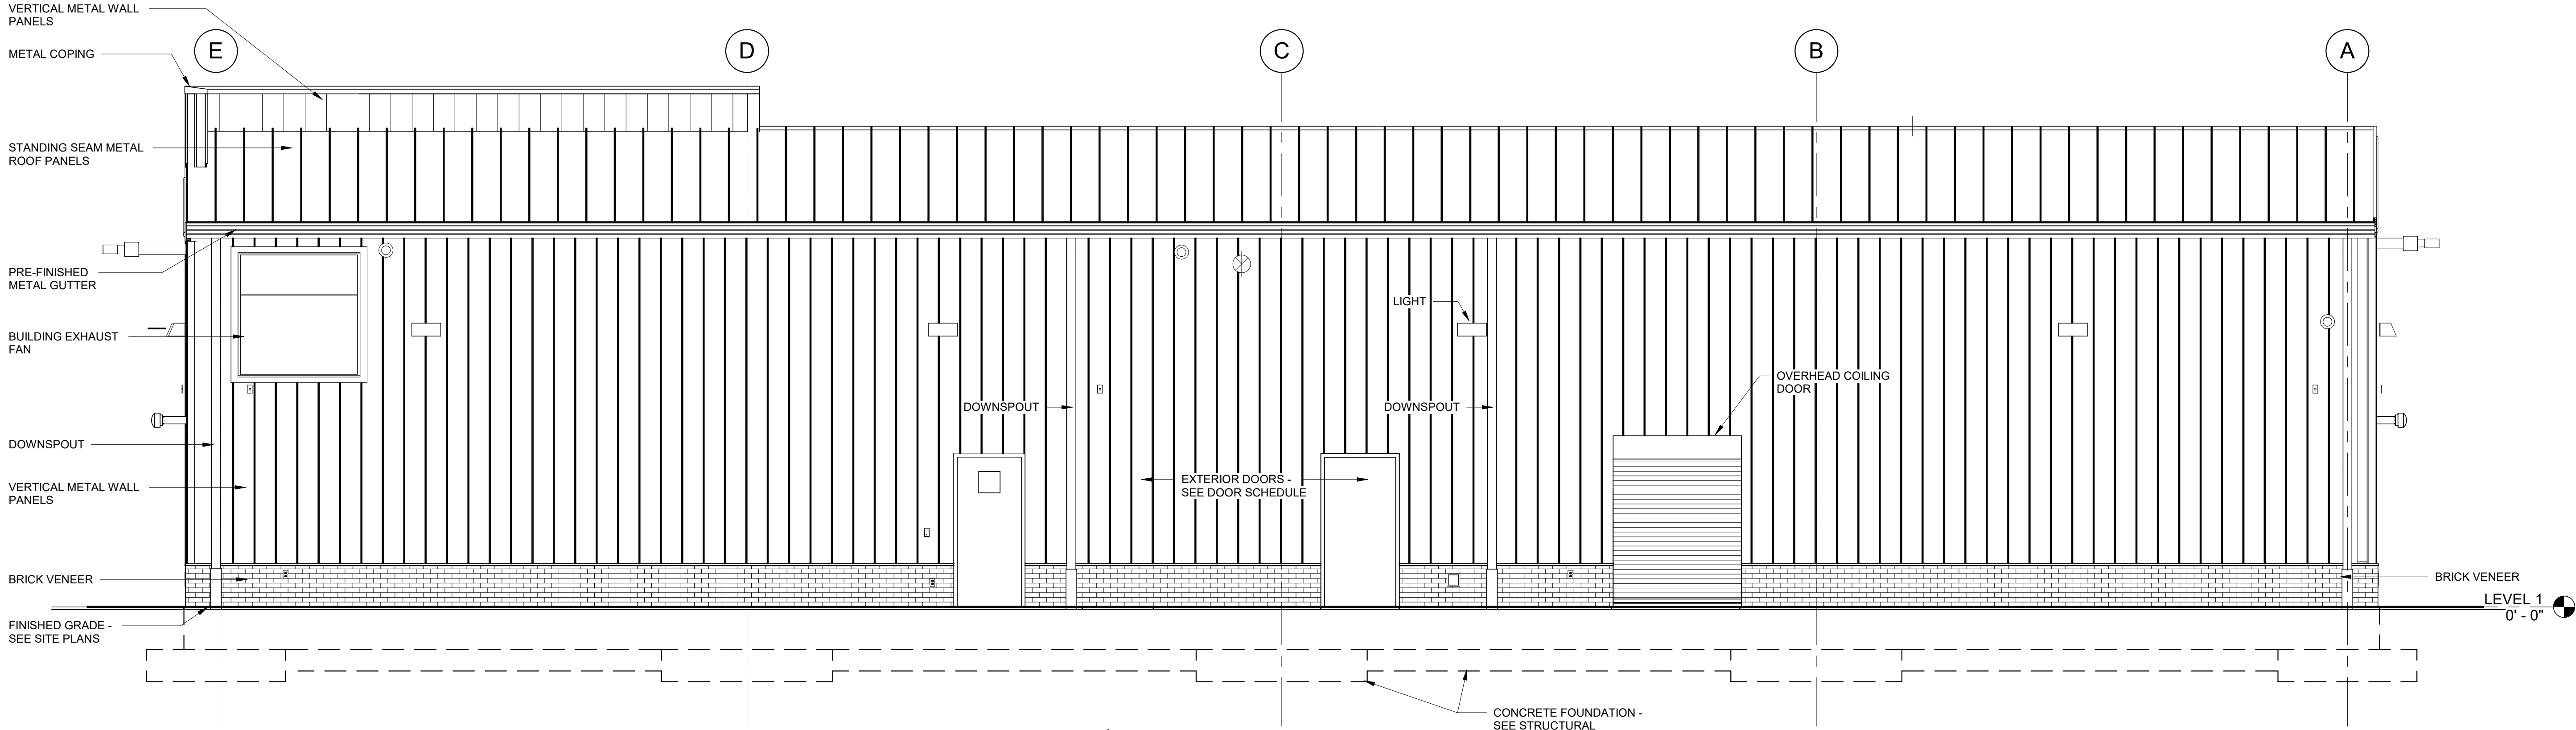 VERTICAL METAL WALL
PANELS
METAL COPING
E
D
C
B
A
STANDING SEAM METAL
ROOF PANELS
PRE-FINISHED
METAL GUTTER
LIGHT
BUILDING EXHAUST
FAN
OVERHEAD COILING
DOOR
DOWNSPOUT
DOWNSPOUT
DOWNSPOUT
EXTERIOR DOORS -
SEE DOOR SCHEDULE
VERTICAL METAL WALL
PANELS
BRICK VENEER
BRICK VENEER
LEVEL 1
0' - 0"
FINISHED GRADE -
SEE SITE PLANS
CONCRETE FOUNDATION -
SEE STRUCTURAL